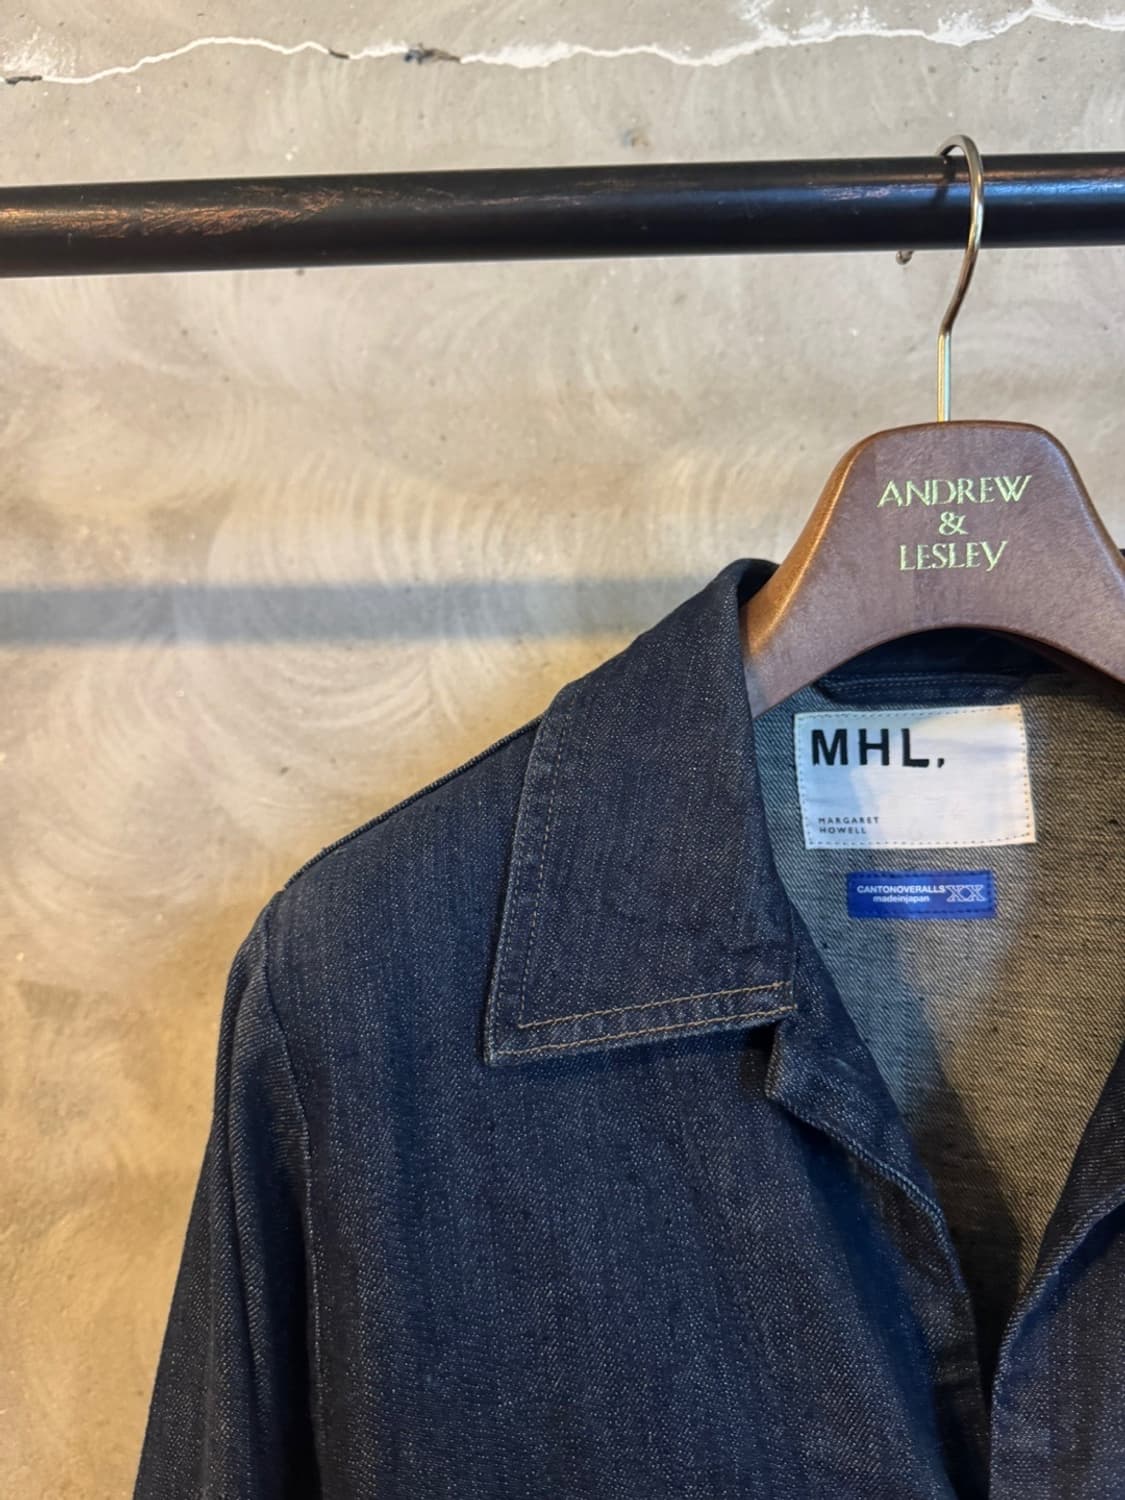 ANDREW
&
LESLEY
MHL.
MARGARET
HOWELL
CANTONOVERALLS XX
madeinjapan